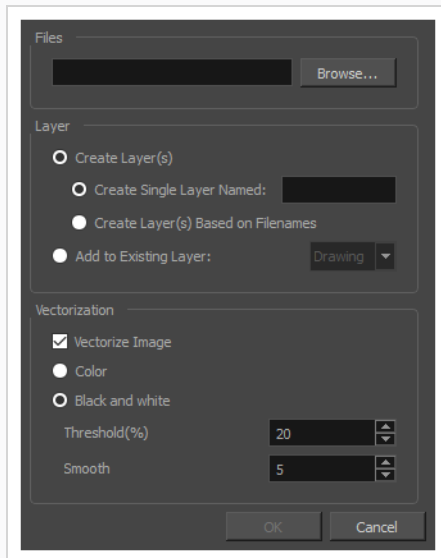 Files
Browse...
Layer
Create Layer(s)
Create Single Layer Named:
Create Layer(s) Based on Filenames
Add to Existing Layer: Drawing
Vectorization
Vectorize Image
Color
Black and white
Threshold(%) 20
Smooth 5
OK Cancel